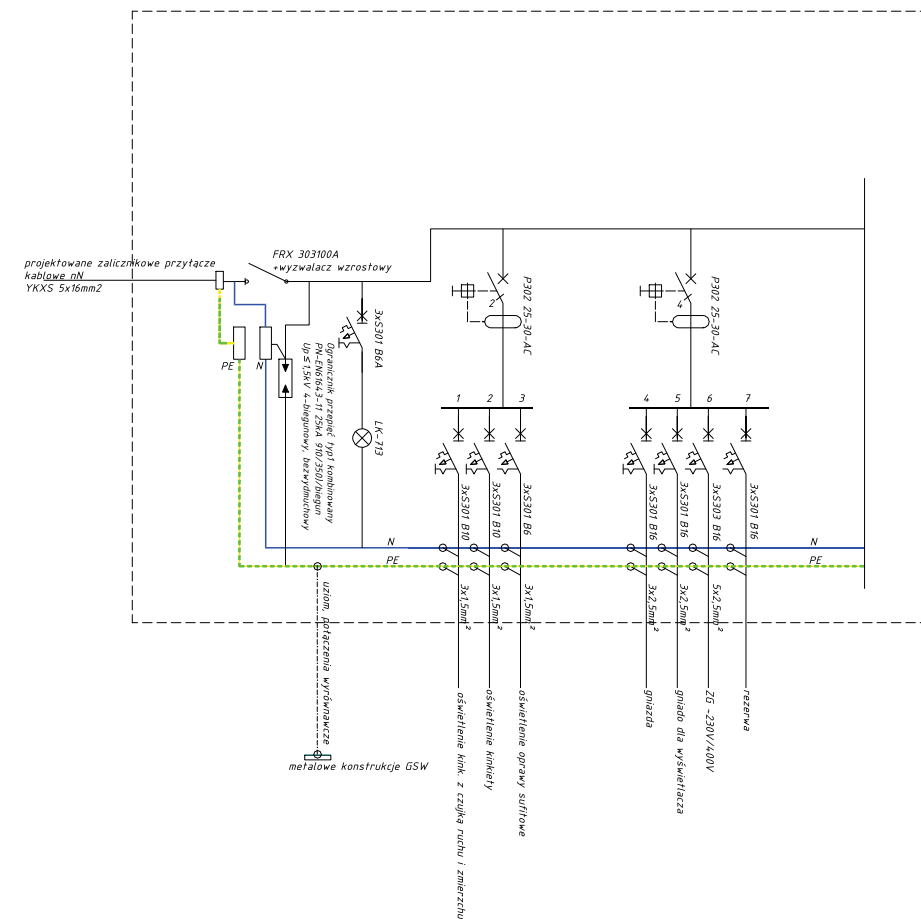 projektowane zalicznikowe przyłącze
kablowe nN
YKXS 5x16mm2
FRX 303100A
+wyzwalacz wzrostowy
PE
N
3xS301 B6A
LK-713
Ogranicznik przepięć typ1 kombinowany
PN-EN61643-11 25kA 910/350)/biegun
Up≤1,5kV 4-biegunowy, bezwydmuchowy
2
P302 25-30-AC
4
P302 25-30-AC
1
2
3
4
5
6
7
3xS301 B10
3xS301 B10
3xS301 B6
3xS301 B16
3xS301 B16
3xS303 B16
3xS301 B16
N
PE
N
PE
3x1,5mm²
3x1,5mm²
3x1,5mm²
3x2,5mm²
3x2,5mm²
5x2,5mm²
uziom, połączenia wyrównawcze
metalowe konstrukcje GSW
oświetlenie kink. z czujką ruchu i zmierzchu
oświetlenie kinkiety
oświetlenie oprawy sufitowe
gniazda
gniado dla wyświetlacza
ZG ~230V/400V
rezerwa